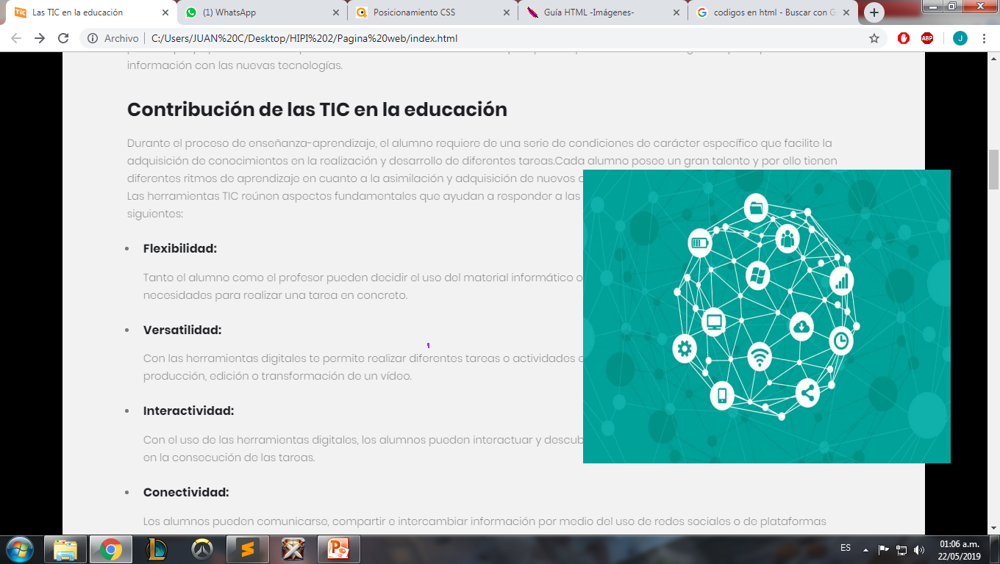 Las TIC en la educación
(1) WhatsApp
Posicionamiento CSS
Guía HTML -Imágenes-
codigos en html - Buscar con G
Archivo
C:/Users/JUAN%20C/Desktop/HIPI%202/Pagina%20web/index.html
ABP
J
información con las nuevas tecnologías.
Contribución de las TIC en la educación
Durante el proceso de enseñanza-aprendizaje, el alumno requiere de una serie de condiciones de carácter específico que facilite la
adquisición de conocimientos en la realización y desarrollo de diferentes tareas.Cada alumno posee un gran talento y por ello tienen
diferentes ritmos de aprendizaje en cuanto a la asimilación y adquisición de nuevos
Las herramientas TIC reúnen aspectos fundamentales que ayudan a responder a las
siguientes:
• Flexibilidad:
Tanto el alumno como el profesor pueden decidir el uso del material informático
necesidades para realizar una tarea en concreto.
• Versatilidad:
Con las herramientas digitales te permite realizar diferentes tareas o actividades
producción, edición o transformación de un vídeo.
• Interactividad:
Con el uso de las herramientas digitales, los alumnos pueden interactuar y descub
en la consecución de las tareas.
• Conectividad:
Los alumnos pueden comunicarse, compartir e intercambiar información por medio del uso de redes sociales o de plataformas
ES
01:06 a.m.
22/05/2019